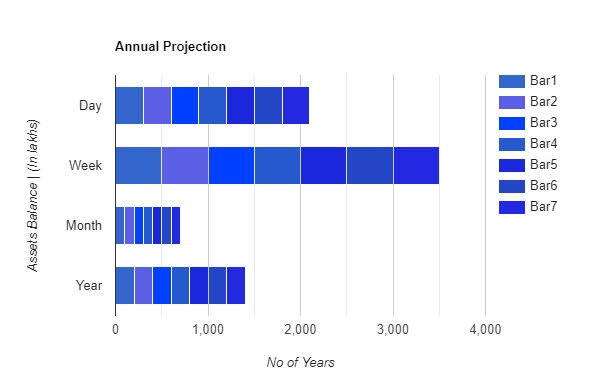 Annual Projection
Assets Balance | (In lakhs)
Day
Week
Month
Year
0
1,000
2,000
3,000
4,000
No of Years
Bar1
Bar2
Bar3
Bar4
Bar5
Bar6
Bar7